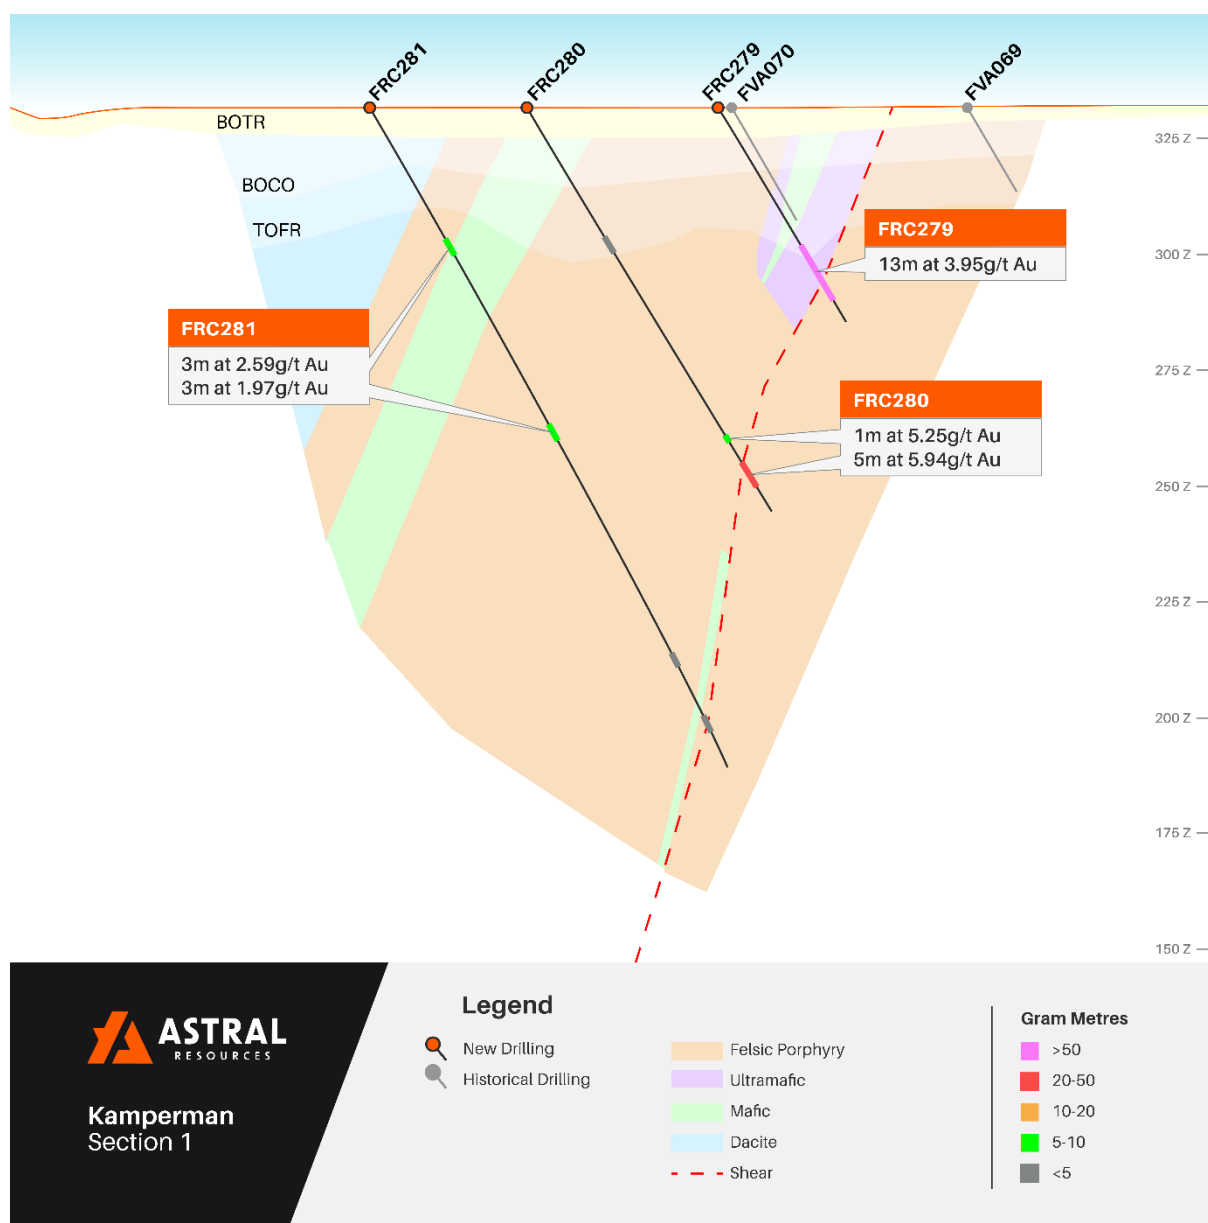 FRC281
FRC280
FRC279
FVA070
FVA069
BOTR
BOCO
TOFR
325 Z
300 Z
275 Z
250 Z
225 Z
200 Z
175 Z
150 Z
FRC279
13m at 3.95g/t Au
FRC281
3m at 2.59g/t Au
3m at 1.97g/t Au
FRC280
1m at 5.25g/t Au
5m at 5.94g/t Au
ASTRAL
RESOURCES
Kamperman
Section 1
Legend
New Drilling
Historical Drilling
Felsic Porphyry
Ultramafic
Mafic
Dacite
Shear
Gram Metres
>50
20-50
10-20
5-10
<5